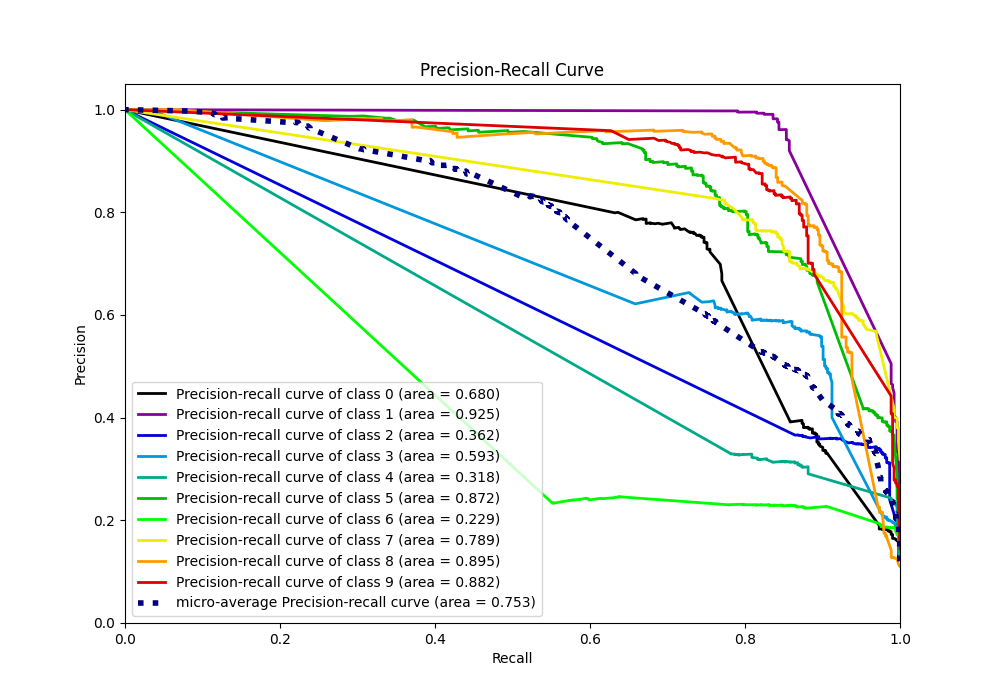 Precision-Recall Curve
1.0
0.8
0.6
0.4
0.2
0.0
Precision
Precision-recall curve of class 0 (area = 0.680)
Precision-recall curve of class 1 (area = 0.925)
Precision-recall curve of class 2 (area = 0.362)
Precision-recall curve of class 3 (area = 0.593)
Precision-recall curve of class 4 (area = 0.318)
Precision-recall curve of class 5 (area = 0.872)
Precision-recall curve of class 6 (area = 0.229)
Precision-recall curve of class 7 (area = 0.789)
Precision-recall curve of class 8 (area = 0.895)
Precision-recall curve of class 9 (area = 0.882)
micro-average Precision-recall curve (area = 0.753)
0.0 0.2 0.4 0.6 0.8 1.0
Recall